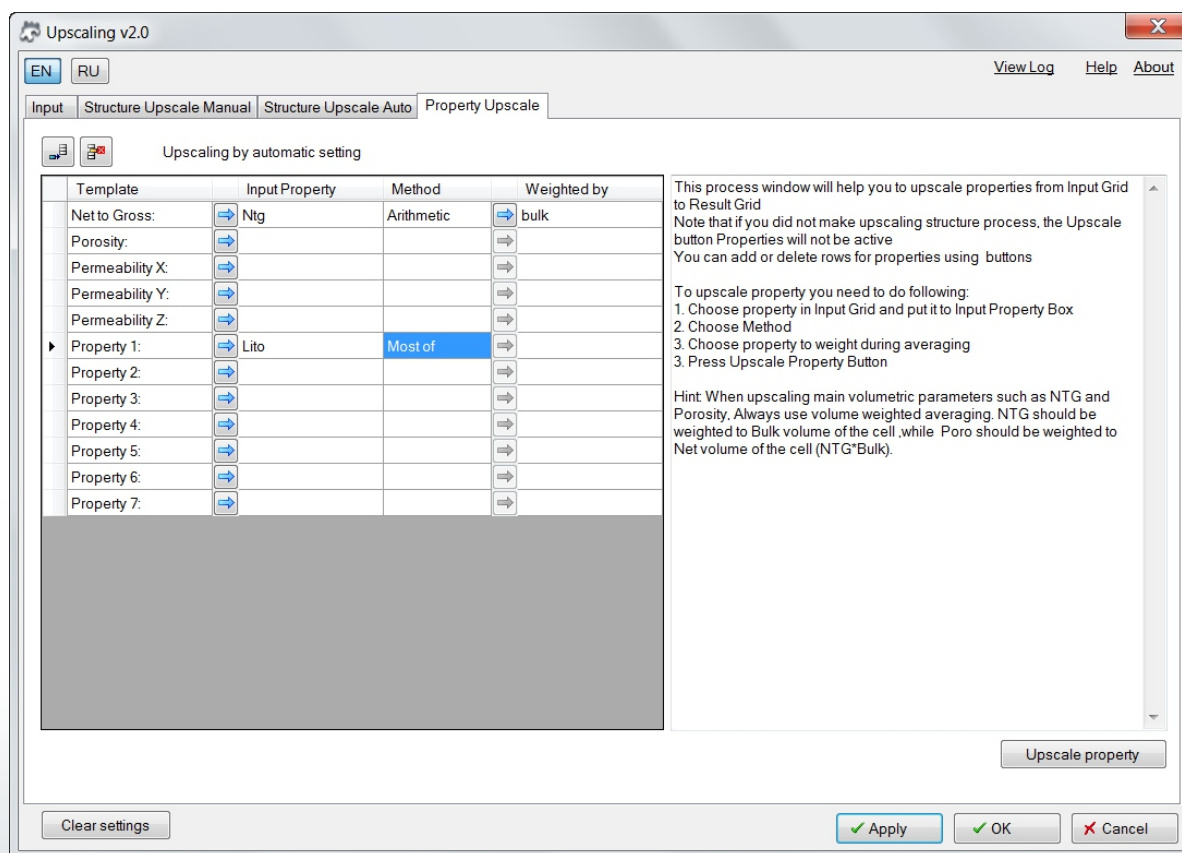 Upscaling v2.0
EN RU View Log Help About
Input Structure Upscale Manual Structure Upscale Auto Property Upscale
Upscaling by automatic setting
Template Input Property Method Weighted by
Net to Gross: Ntg Arithmetic bulk
Porosity:
Permeability X:
Permeability Y:
Permeability Z:
Property 1: Lito Most of
Property 2:
Property 3:
Property 4:
Property 5:
Property 6:
Property 7:
This process window will help you to upscale properties from Input Grid
to Result Grid
Note that if you did not make upscaling structure process, the Upscale
button Properties will not be active
You can add or delete rows for properties using buttons
To upscale property you need to do following:
1. Choose property in Input Grid and put it to Input Property Box
2. Choose Method
3. Choose property to weight during averaging
3. Press Upscale Property Button
Hint: When upscaling main volumetric parameters such as NTG and
Porosity, Always use volume weighted averaging. NTG should be
weighted to Bulk volume of the cell ,while Poro should be weighted to
Net volume of the cell (NTG*Bulk).
Upscale property
Clear settings Apply OK Cancel